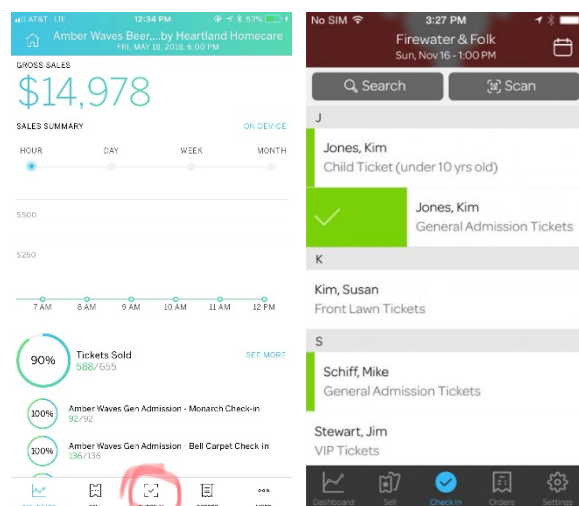 AT&T LTE 12:34 PM 52%
Amber Waves Beer,...by Heartland Homecare
FRI, MAY 18, 2018, 6:00 PM
GROSS SALES
$14,978
SALES SUMMARY ON DEVICE
HOUR DAY WEEK MONTH
$500
$250
7 AM 8 AM 9 AM 10 AM 11 AM 12 PM
90% Tickets Sold SEE MORE
588/655
100% Amber Waves Gen Admission - Monarch Check-in
92/92
100% Amber Waves Gen Admission - Bell Carpet Check-in
136/136
No SIM 3:27 PM
Firewater & Folk
Sun, Nov 16 - 1:00 PM
Search Scan
J
Jones, Kim
Child Ticket (under 10 yrs old)
Jones, Kim
General Admission Tickets
K
Kim, Susan
Front Lawn Tickets
S
Schiff, Mike
General Admission Tickets
Stewart, Jim
VIP Tickets
Dashboard Sell Check In Orders Settings